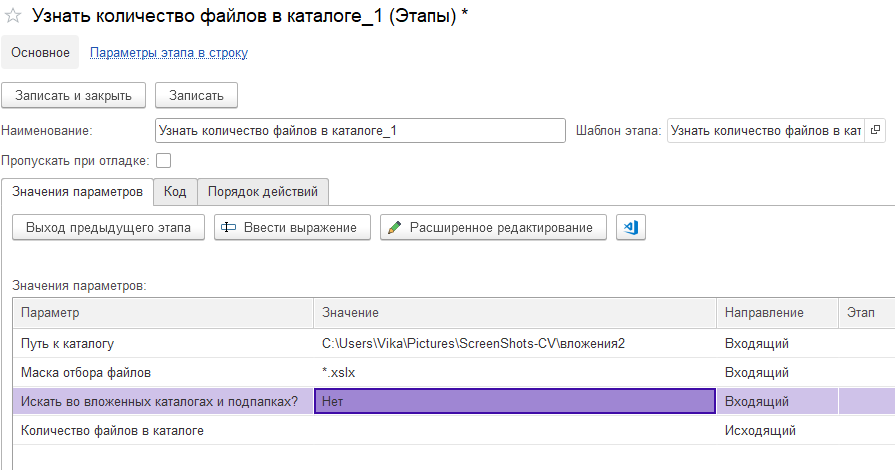 Узнать количество файлов в каталоге_1 (Этапы) *
Основное Параметры этапа в строку
Записать и закрыть Записать
Наименование: Узнать количество файлов в каталоге_1 Шаблон этапа: Узнать количество файлов в кат
Пропускать при отладке:
Значения параметров Код Порядок действий
Выход предыдущего этапа Ввести выражение Расширенное редактирование
Значения параметров:
Параметр Значение Направление Этап
Путь к каталогу C:\Users\Vika\Pictures\ScreenShots-CV\вложения2 Входящий
Маска отбора файлов *.xslx Входящий
Искать во вложенных каталогах и подпапках? Нет Входящий
Количество файлов в каталоге Исходящий